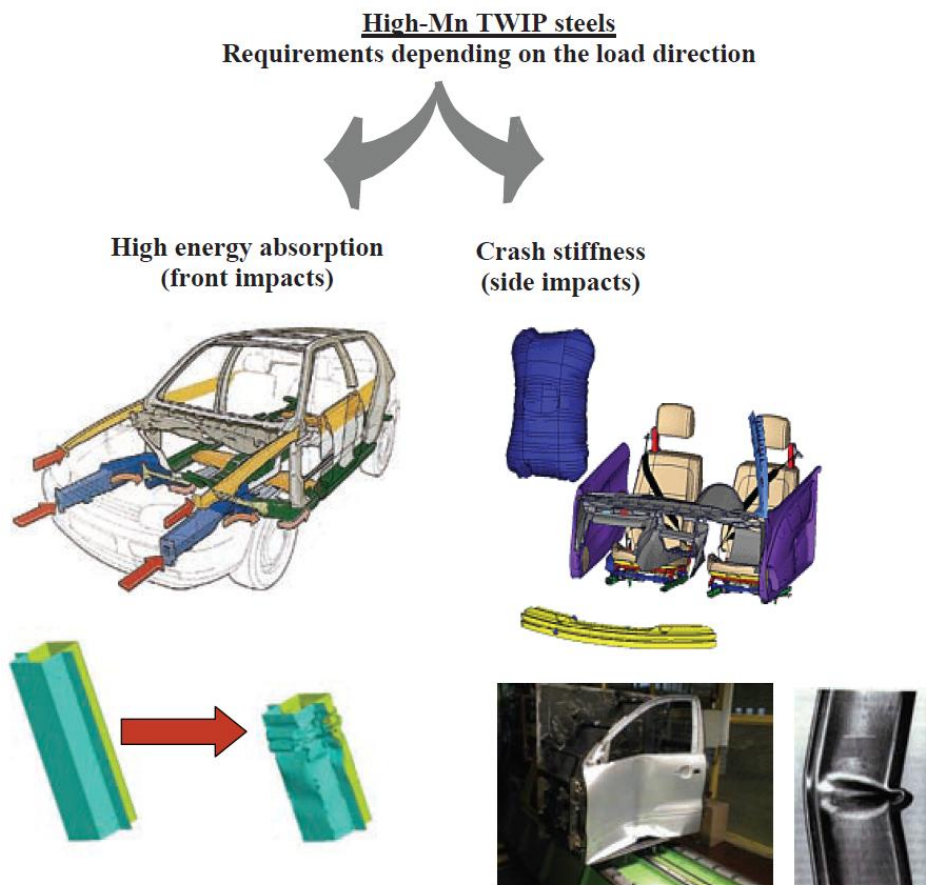 High-Mn TWIP steels
Requirements depending on the load direction
High energy absorption
(front impacts)
Crash stiffness
(side impacts)